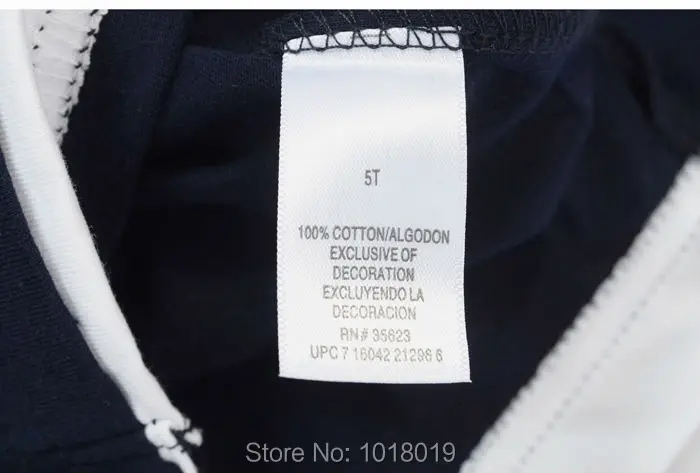 5T
100% COTTON/ALGODON
EXCLUSIVE OF
DECORATION
EXCLUYENDO LA
DECORACION
RN# 35623
UPC 7 16042 21296 6
Store No: 1018019